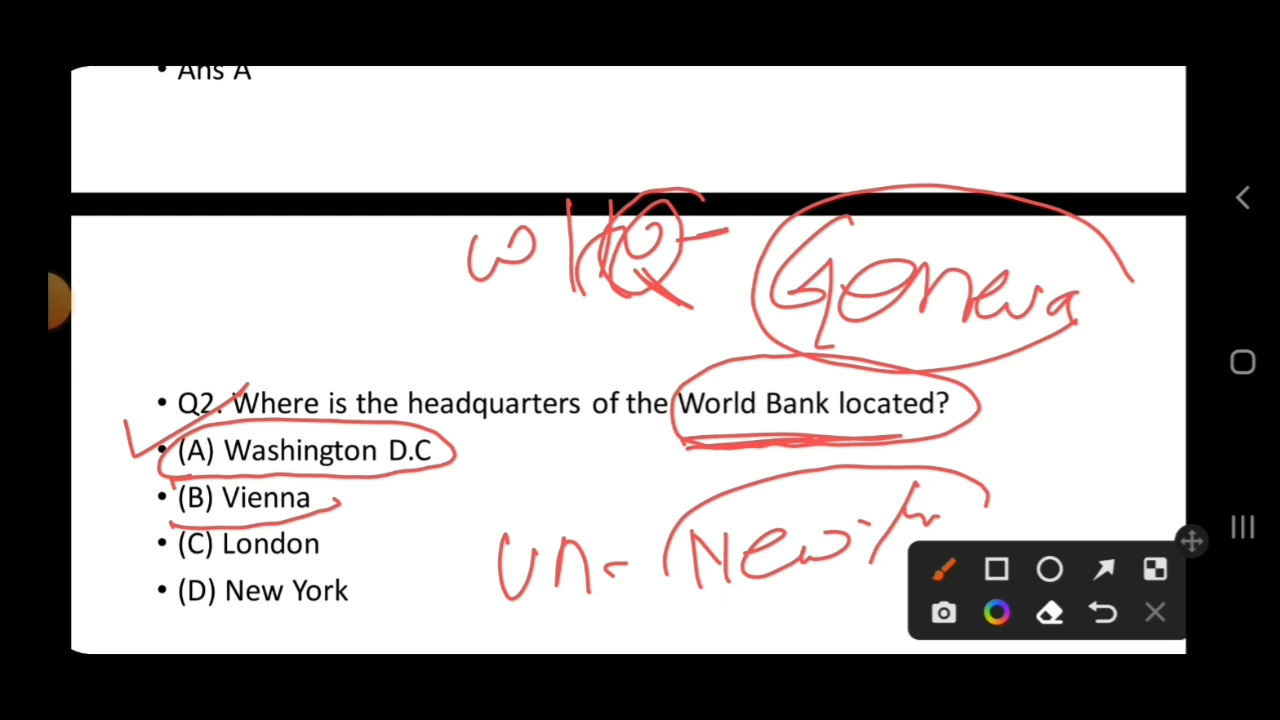 • Ans A
WHO - Geneva
• Q2. Where is the headquarters of the World Bank located?
• (A) Washington D.C
• (B) Vienna
• (C) London
UN - New
• (D) New York